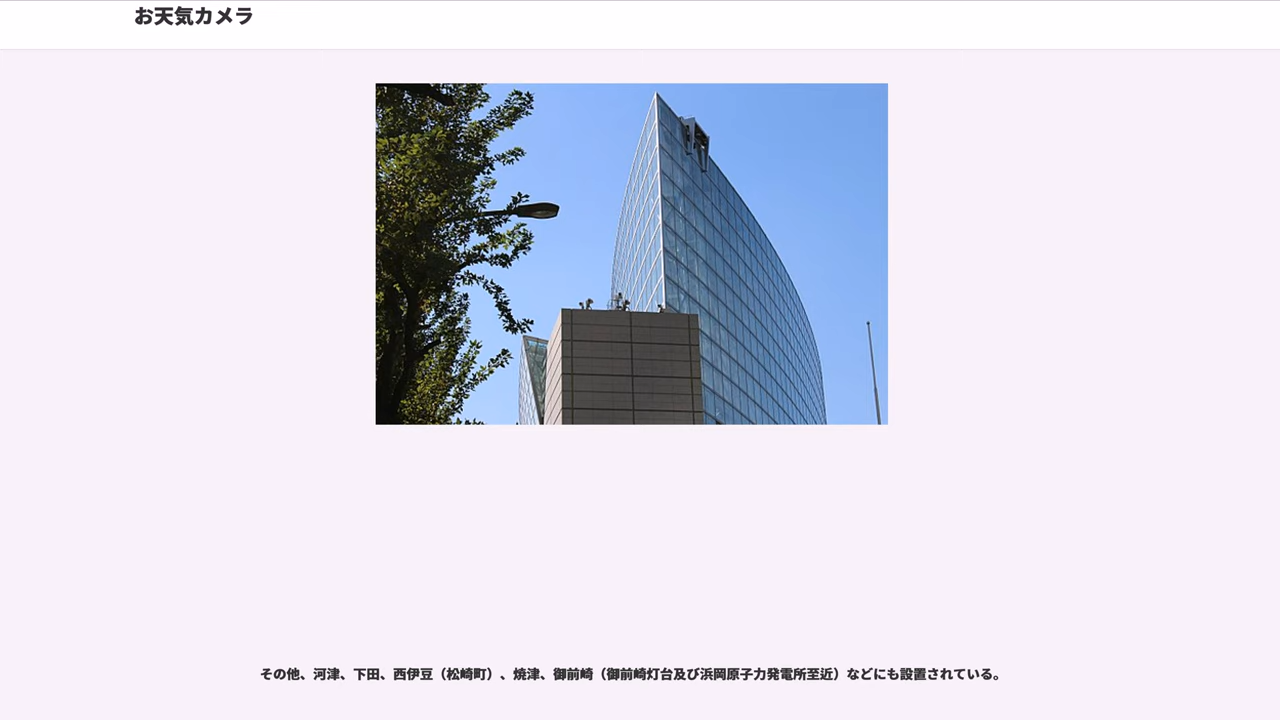 お天気カメラ
その他、河津、下田、西伊豆（松崎町）、焼津、御前崎（御前崎灯台及び浜岡原子力発電所至近）などにも設置されている。